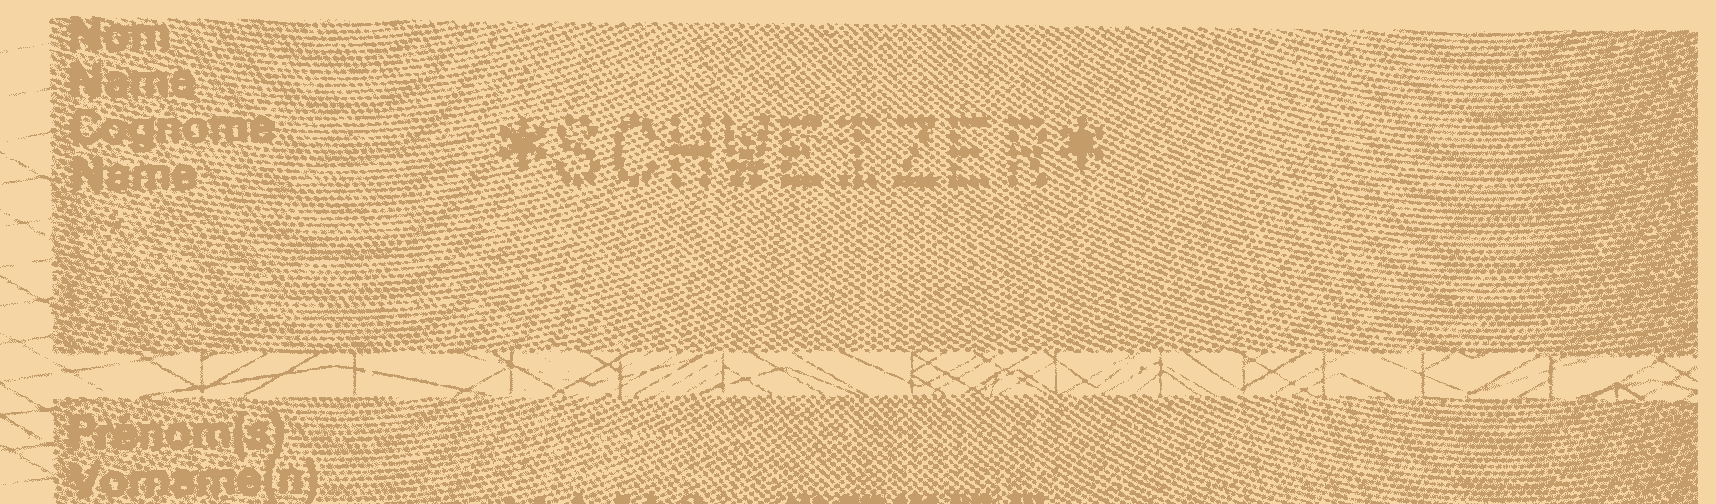 Nom
Name
Cognome
Name
*SCHWEIZER*
Prénom(s)
Vorname(n)